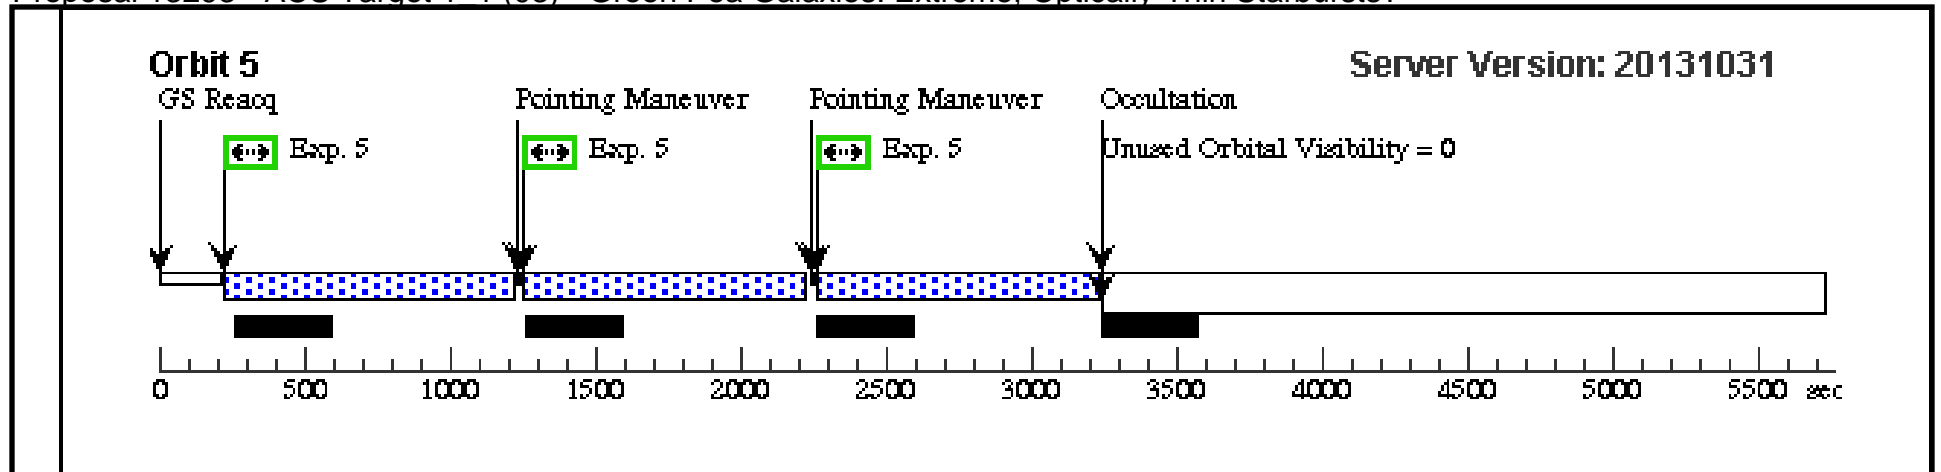 Orbit 5
Server Version: 20131031
GS Reacq
Pointing Maneuver
Pointing Maneuver
Occultation
Exp. 5
Exp. 5
Exp. 5
Unused Orbital Visibility = 0
0 500 1000 1500 2000 2500 3000 3500 4000 4500 5000 5500 sec